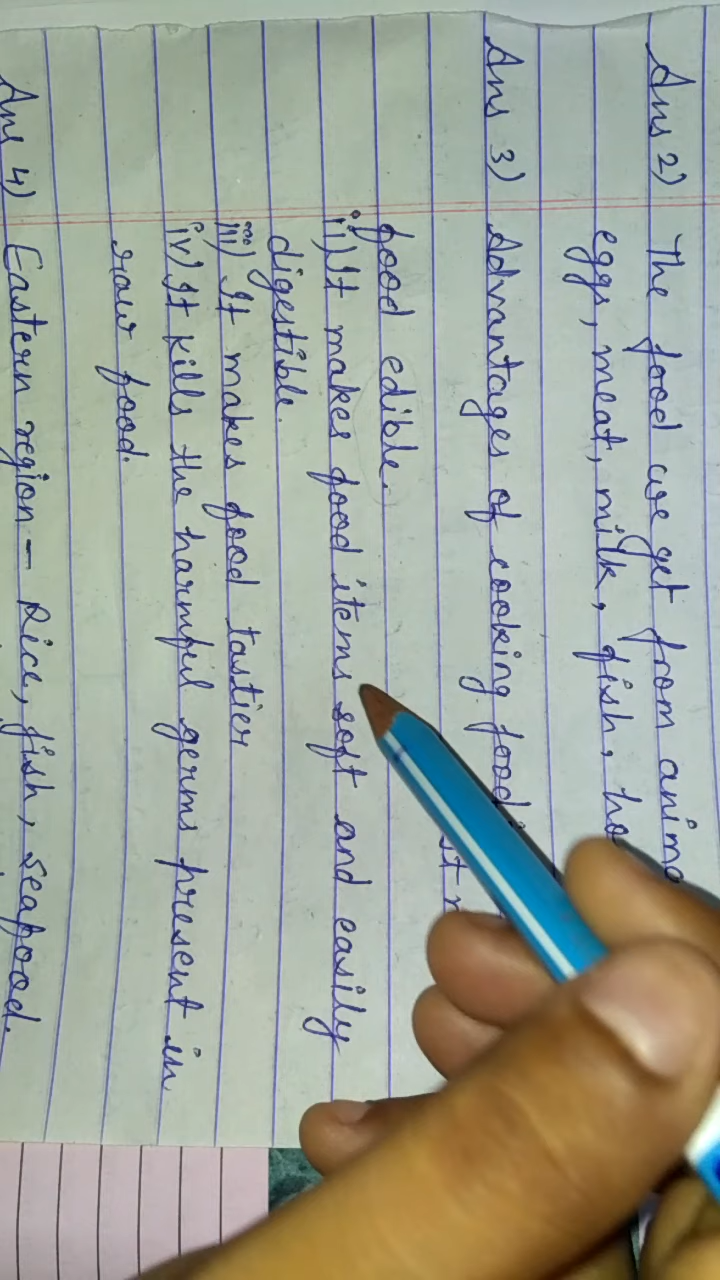 Ans 2) The food we get from
eggs, meat, milk, fish,
Ans 3) Advantages of cooking food
It
food edible.
ii) It makes food items soft and easily
digestible.
iii) It makes food tastier
iv) It kills the harmful germs present in
raw food.
Ans 4) Eastern region - Rice, fish, seafood.